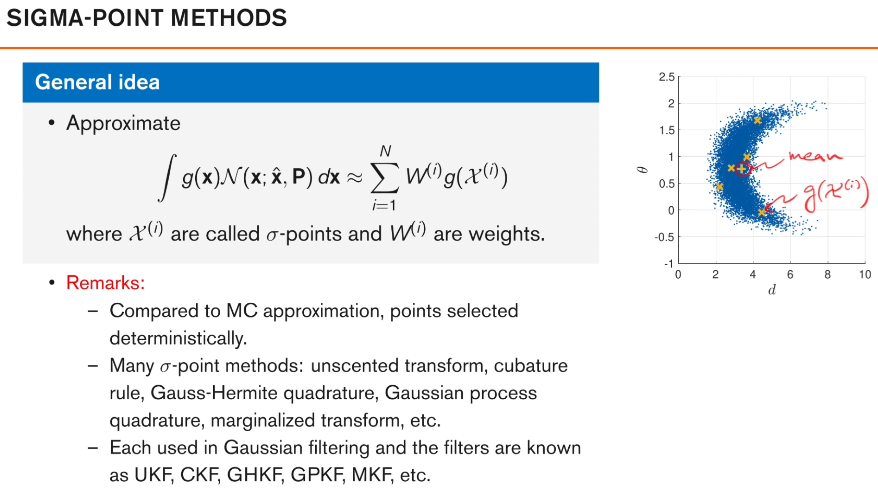 SIGMA-POINT METHODS
General idea
• Approximate
∫ g(x)𝒩(x; x̂, P) dx ≈ ∑ᵢ₌₁ᴺ W⁽ⁱ⁾g(𝒳⁽ⁱ⁾)
where 𝒳⁽ⁱ⁾ are called σ-points and W⁽ⁱ⁾ are weights.
• Remarks:
– Compared to MC approximation, points selected
deterministically.
– Many σ-point methods: unscented transform, cubature
rule, Gauss-Hermite quadrature, Gaussian process
quadrature, marginalized transform, etc.
– Each used in Gaussian filtering and the filters are known
as UKF, CKF, GHKF, GPKF, MKF, etc.
2.5
2
1.5
1
0.5
0
-0.5
-1
θ
0 2 4 6 8 10
d
mean
g(𝒳⁽ⁱ⁾)